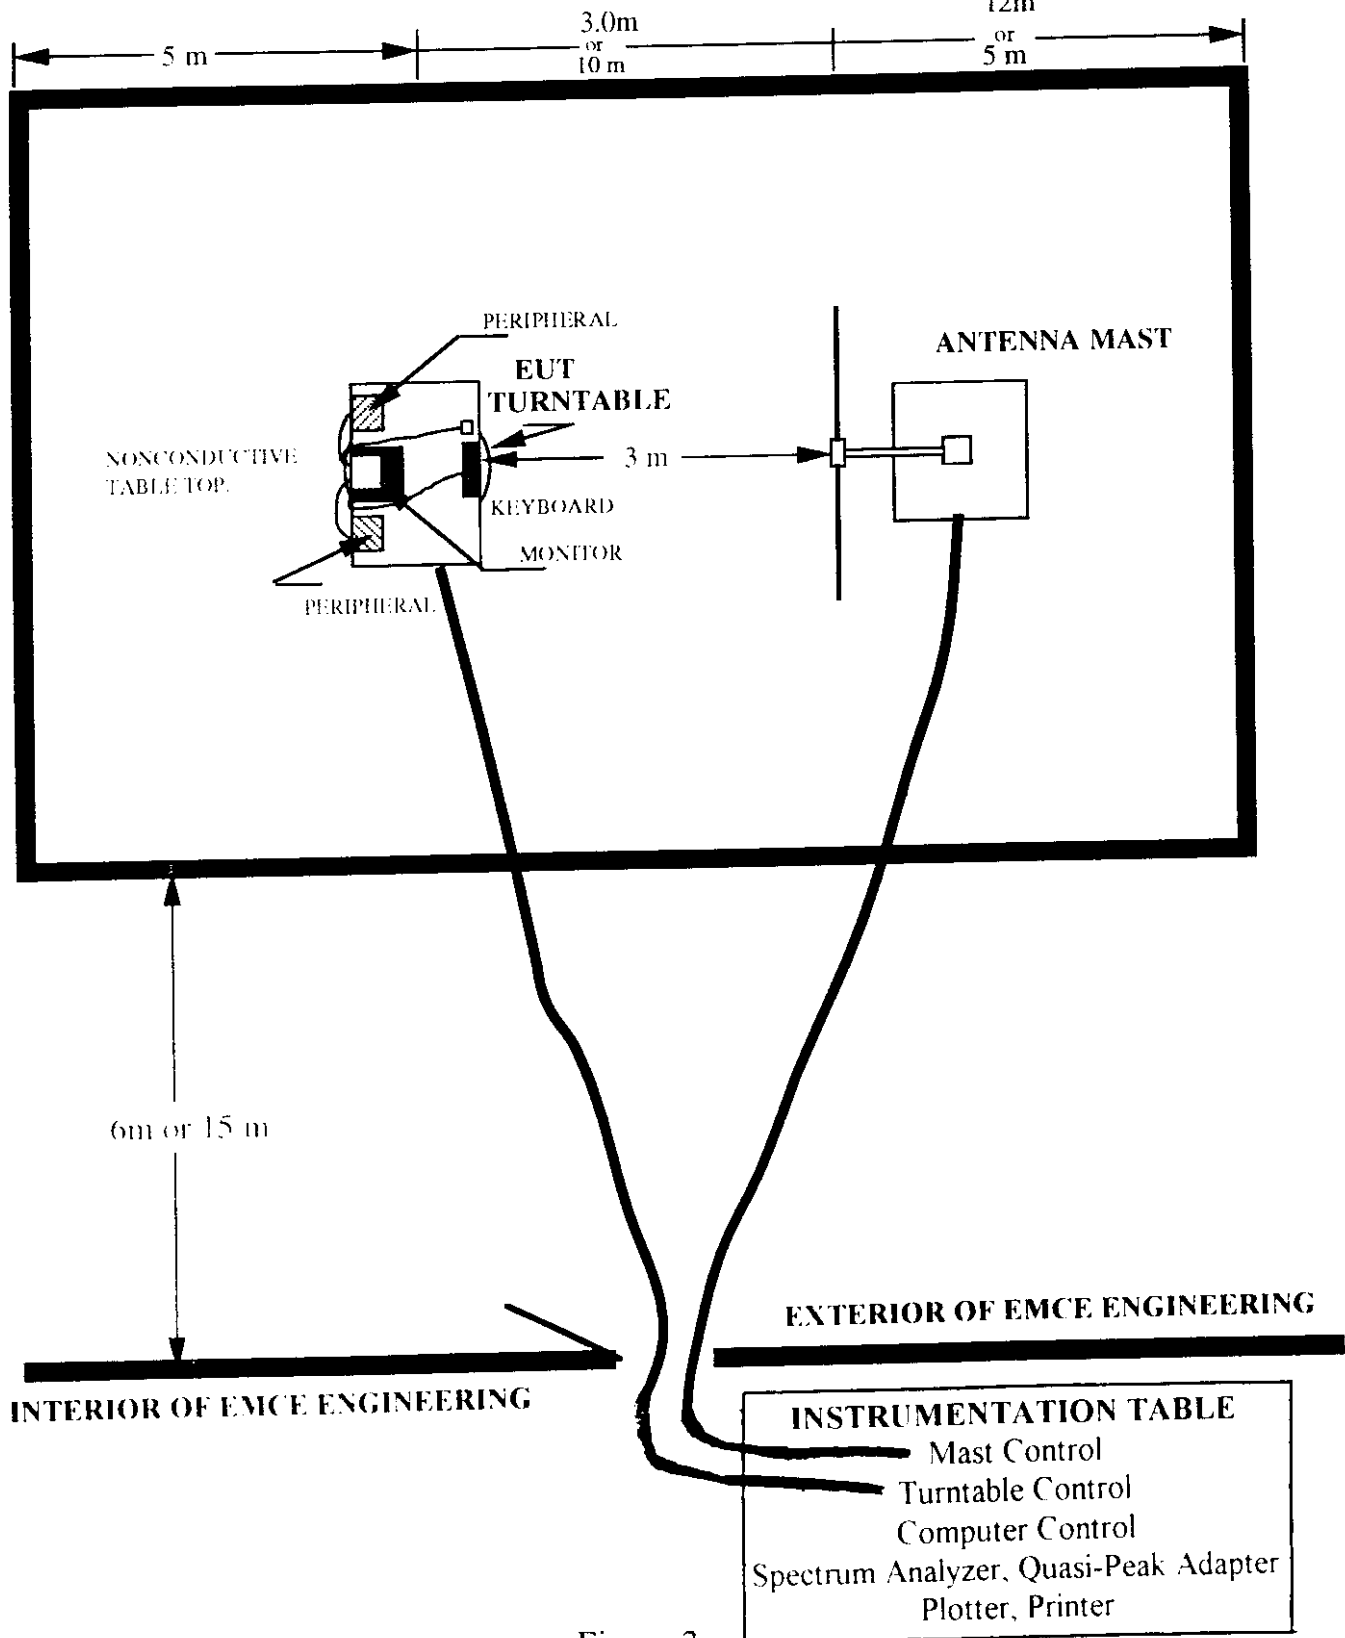 3.0m
12m
5 m
or
or
10 m
5 m
PERIPHERAL
ANTENNA MAST
EUT
TURNTABLE
NONCONDUCTIVE
TABLE TOP.
3 m
KEYBOARD
MONITOR
PERIPHERAL
6m or 15 m
EXTERIOR OF EMCE ENGINEERING
INTERIOR OF EMCE ENGINEERING
INSTRUMENTATION TABLE
Mast Control
Turntable Control
Computer Control
Spectrum Analyzer, Quasi-Peak Adapter
Plotter, Printer